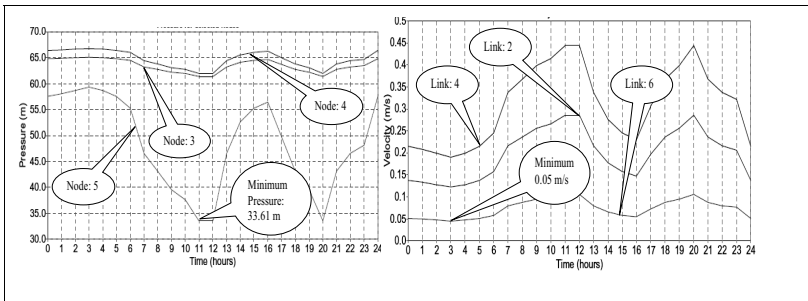 70.0
65.0
60.0
55.0
50.0
45.0
40.0
35.0
30.0
Pressure (m)
0 1 2 3 4 5 6 7 8 9 10 11 12 13 14 15 16 17 18 19 20 21 22 23 24
Time (hours)
Node: 4
Node: 3
Node: 5
Minimum
Pressure:
33.61 m
0.5
0.45
0.4
0.35
0.3
0.25
0.2
0.15
0.1
0.05
0
Velocity (m/s)
0 1 2 3 4 5 6 7 8 9 10 11 12 13 14 15 16 17 18 19 20 21 22 23 24
Time (hours)
Link: 2
Link: 4
Link: 6
Minimum
0.05 m/s